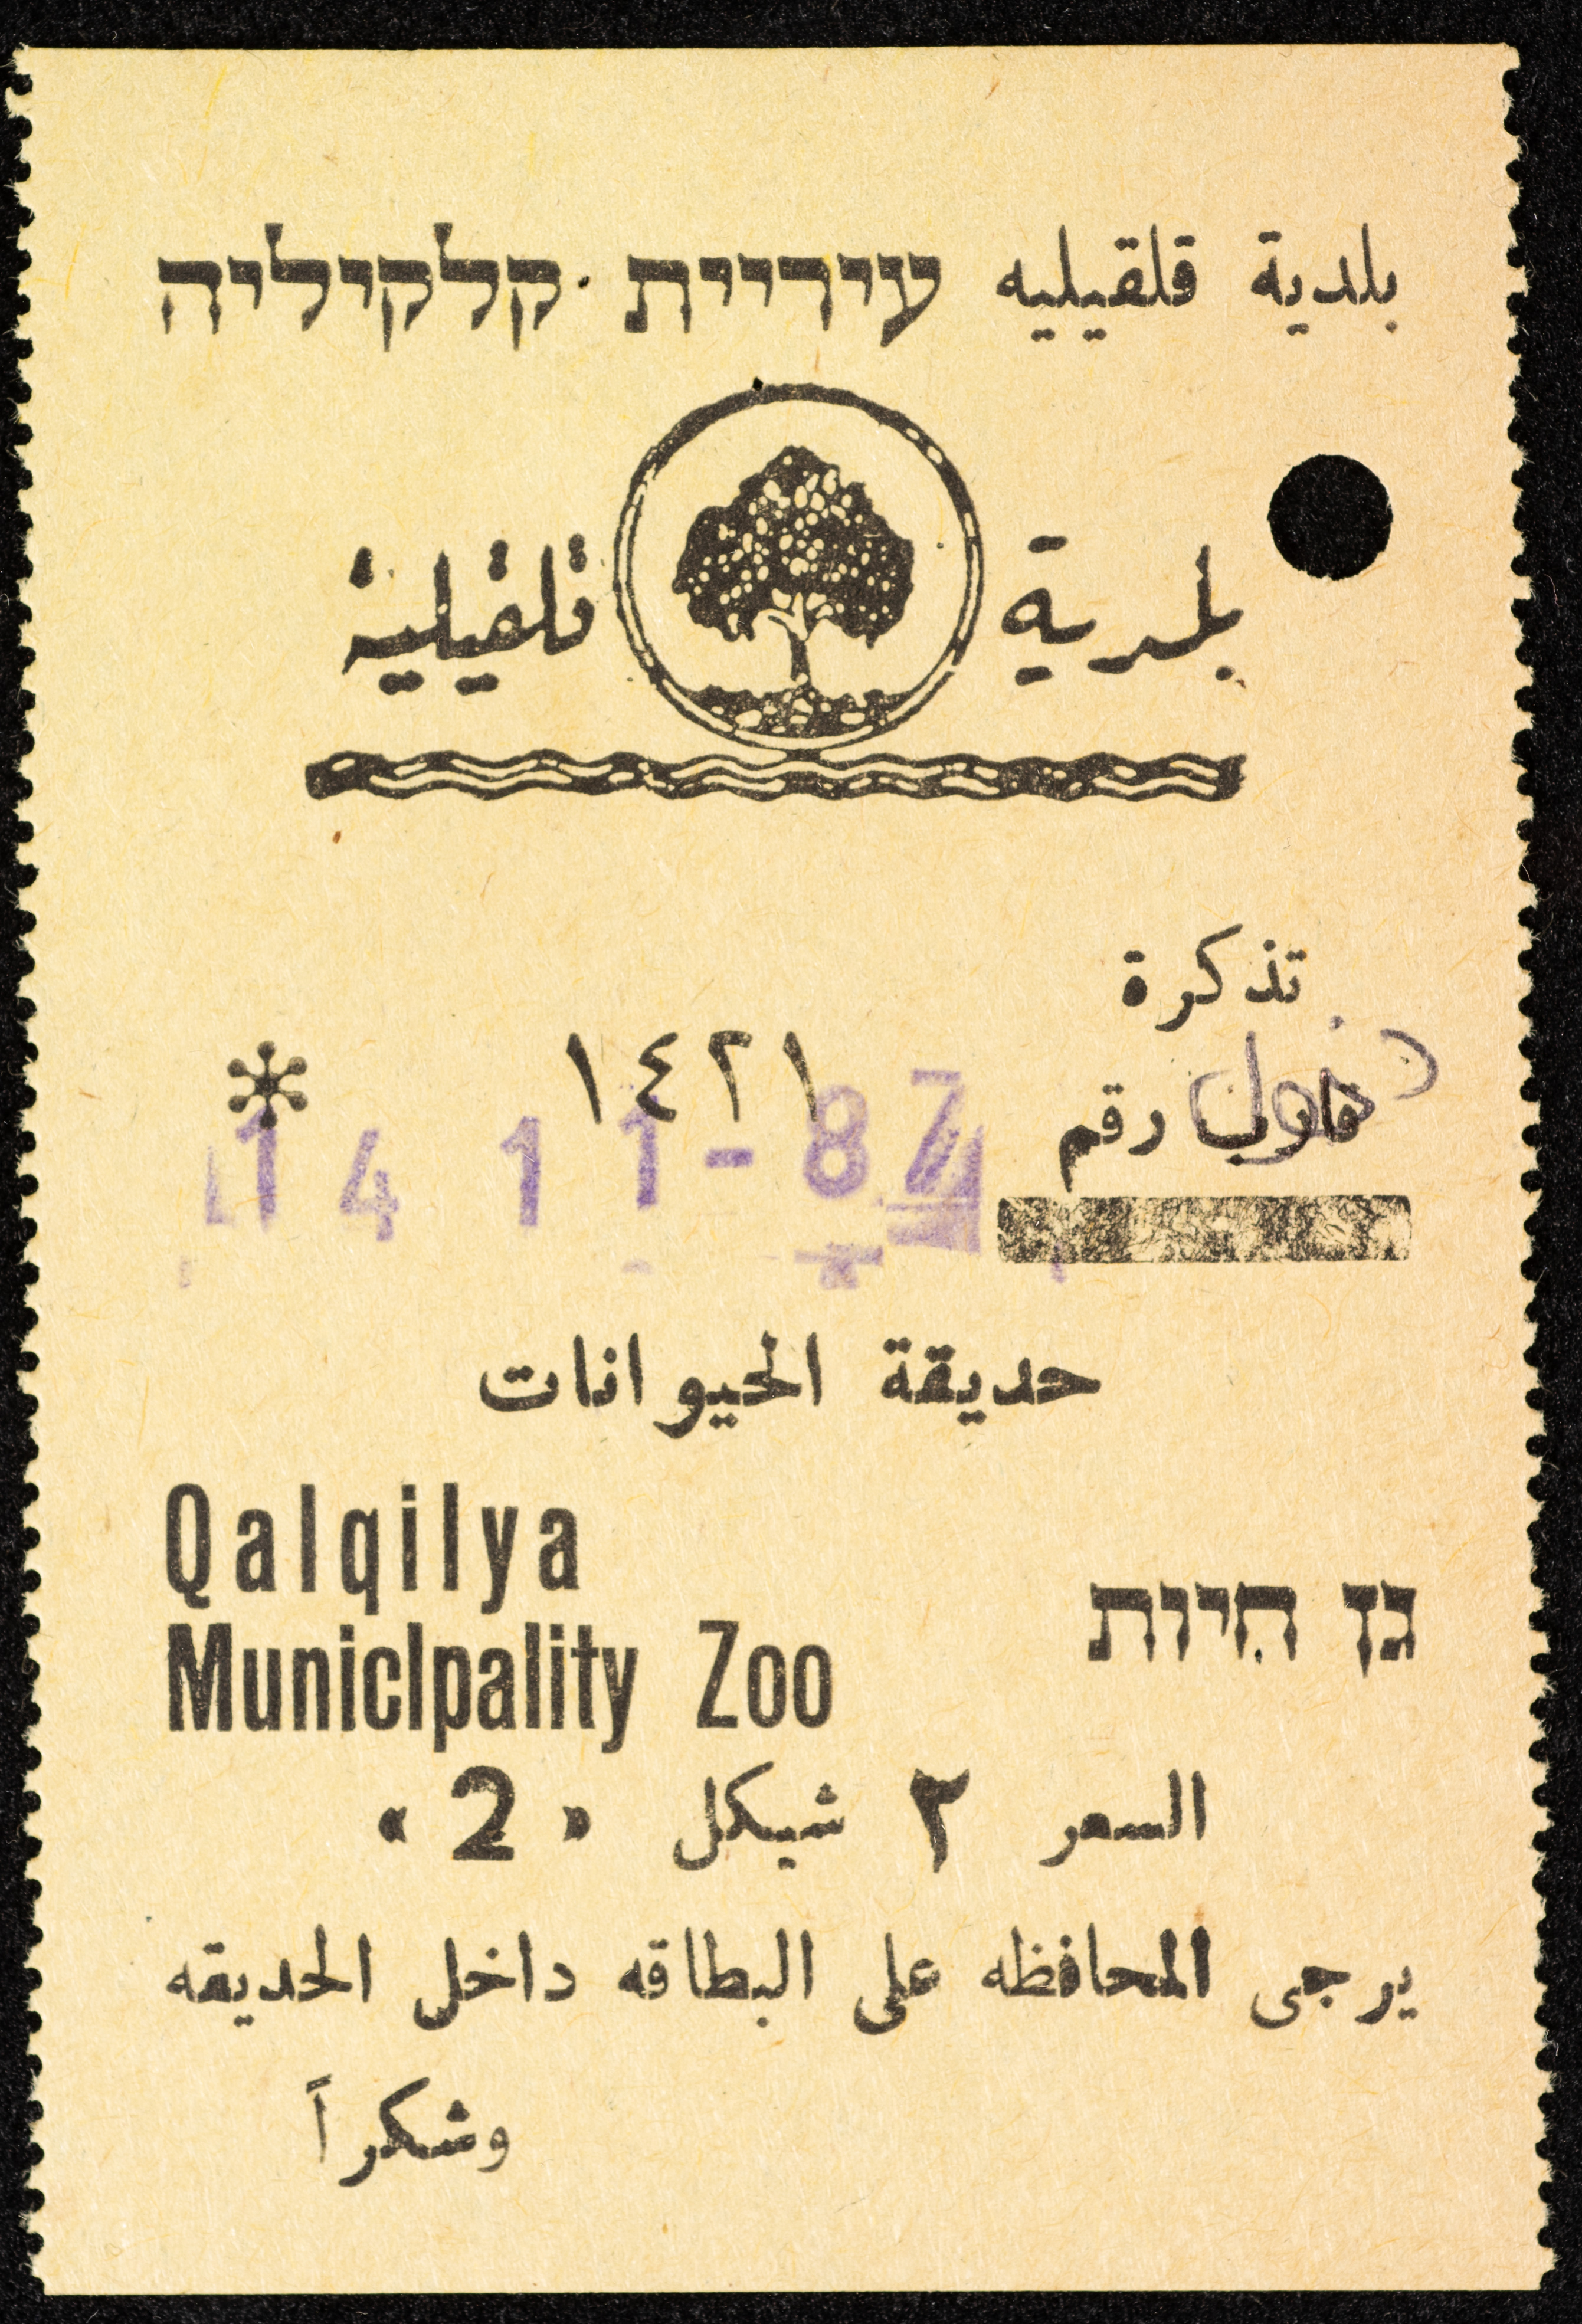 بلدية قلقيليه עיריית קלקיליה
بلدية قلقيلية
تذكرة
دخول رقم ١٤٢١ *
14 11-87
حديقة الحيوانات
Qalqilya
Municlpality Zoo
גן חיות
السعر ٢ شيكل « 2 »
يرجى المحافظه على البطاقه داخل الحديقه
وشكراً